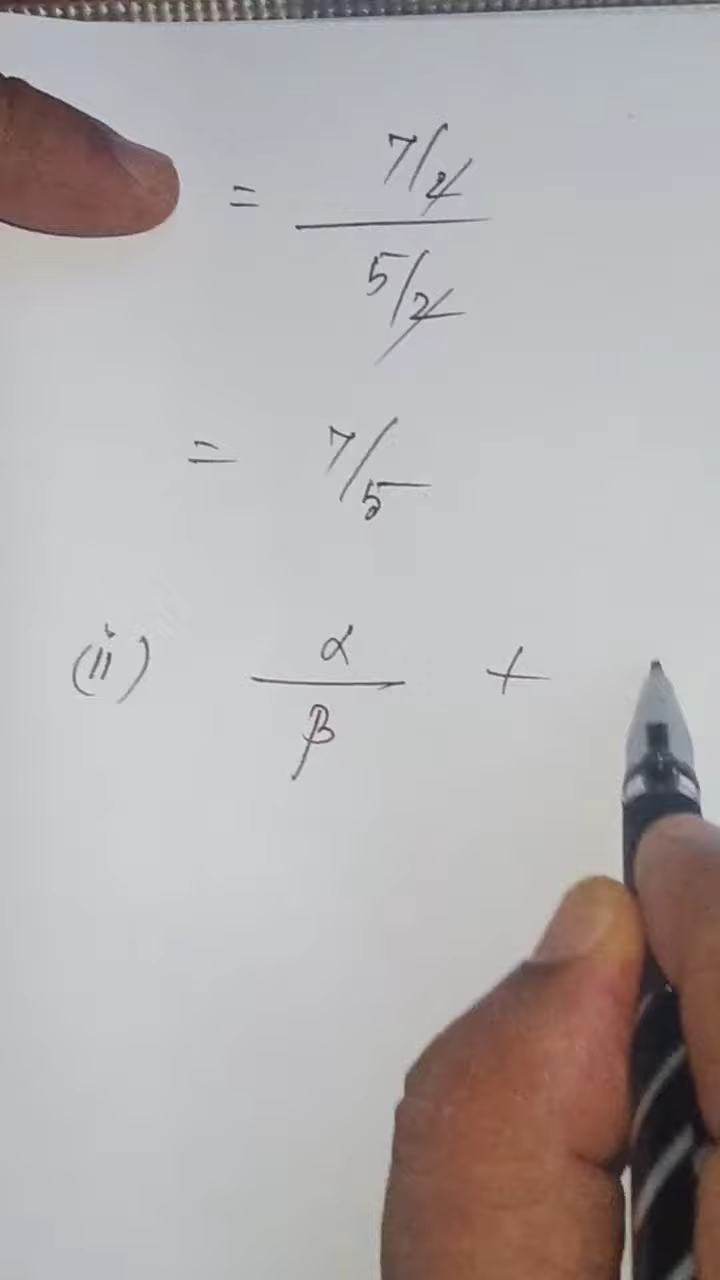 = 7/2
5/2
= 7/5
(ii) α +
β